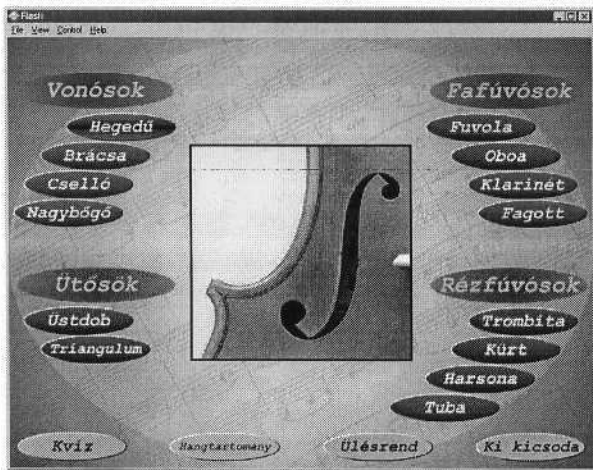 Flash
File View Control Help
Vonósok
Hegedű
Brácsa
Cselló
Nagybőgő
Fafúvósok
Fuvola
Oboa
Klarinét
Fagott
Ütősök
Üstdob
Triangulum
Rézfúvósok
Trombita
Kürt
Harsona
Tuba
Kvíz
Hangtartomány
Ülésrend
Ki kicsoda